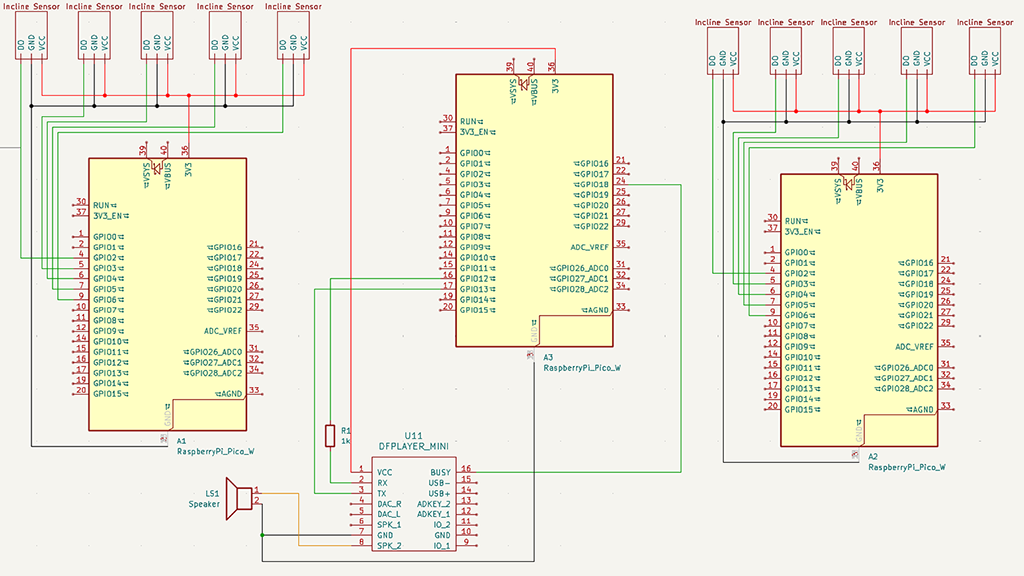 Incline Sensor Incline Sensor Incline Sensor Incline Sensor Incline Sensor
DO GND VCC DO GND VCC DO GND VCC DO GND VCC DO GND VCC
39 40 36
VSYS VBUS 3V3
30 RUN
37 3V3_EN
1 GPIO0
2 GPIO1 GPIO16 21
4 GPIO2 GPIO17 22
5 GPIO3 GPIO18 24
6 GPIO4 GPIO19 25
7 GPIO5 GPIO20 26
9 GPIO6 GPIO21 27
10 GPIO7 GPIO22 29
11 GPIO8
12 GPIO9 ADC_VREF 35
14 GPIO10
15 GPIO11 GPIO26_ADC0 31
16 GPIO12 GPIO27_ADC1 32
17 GPIO13 GPIO28_ADC2 34
19 GPIO14
20 GPIO15 AGND 33
GND
A1
RaspberryPi_Pico_W
39 40 36
VSYS VBUS 3V3
30 RUN
37 3V3_EN
1 GPIO0
2 GPIO1 GPIO16 21
4 GPIO2 GPIO17 22
5 GPIO3 GPIO18 24
6 GPIO4 GPIO19 25
7 GPIO5 GPIO20 26
9 GPIO6 GPIO21 27
10 GPIO7 GPIO22 29
11 GPIO8
12 GPIO9 ADC_VREF 35
14 GPIO10
15 GPIO11 GPIO26_ADC0 31
16 GPIO12 GPIO27_ADC1 32
17 GPIO13 GPIO28_ADC2 34
19 GPIO14
20 GPIO15 AGND 33
GND
A3
RaspberryPi_Pico_W
R1
1k
U11
DFPLAYER_MINI
1 VCC BUSY 16
2 RX USB- 15
3 TX USB+ 14
4 DAC_R ADKEY_2 13
5 DAC_L ADKEY_1 12
6 SPK_1 IO_2 11
7 GND GND 10
8 SPK_2 IO_1 9
LS1
Speaker
1
2
Incline Sensor Incline Sensor Incline Sensor Incline Sensor Incline Sensor
DO GND VCC DO GND VCC DO GND VCC DO GND VCC DO GND VCC
39 40 36
VSYS VBUS 3V3
30 RUN
37 3V3_EN
1 GPIO0
2 GPIO1 GPIO16 21
4 GPIO2 GPIO17 22
5 GPIO3 GPIO18 24
6 GPIO4 GPIO19 25
7 GPIO5 GPIO20 26
9 GPIO6 GPIO21 27
10 GPIO7 GPIO22 29
11 GPIO8
12 GPIO9 ADC_VREF 35
14 GPIO10
15 GPIO11 GPIO26_ADC0 31
16 GPIO12 GPIO27_ADC1 32
17 GPIO13 GPIO28_ADC2 34
19 GPIO14
20 GPIO15 AGND 33
GND
A2
RaspberryPi_Pico_W